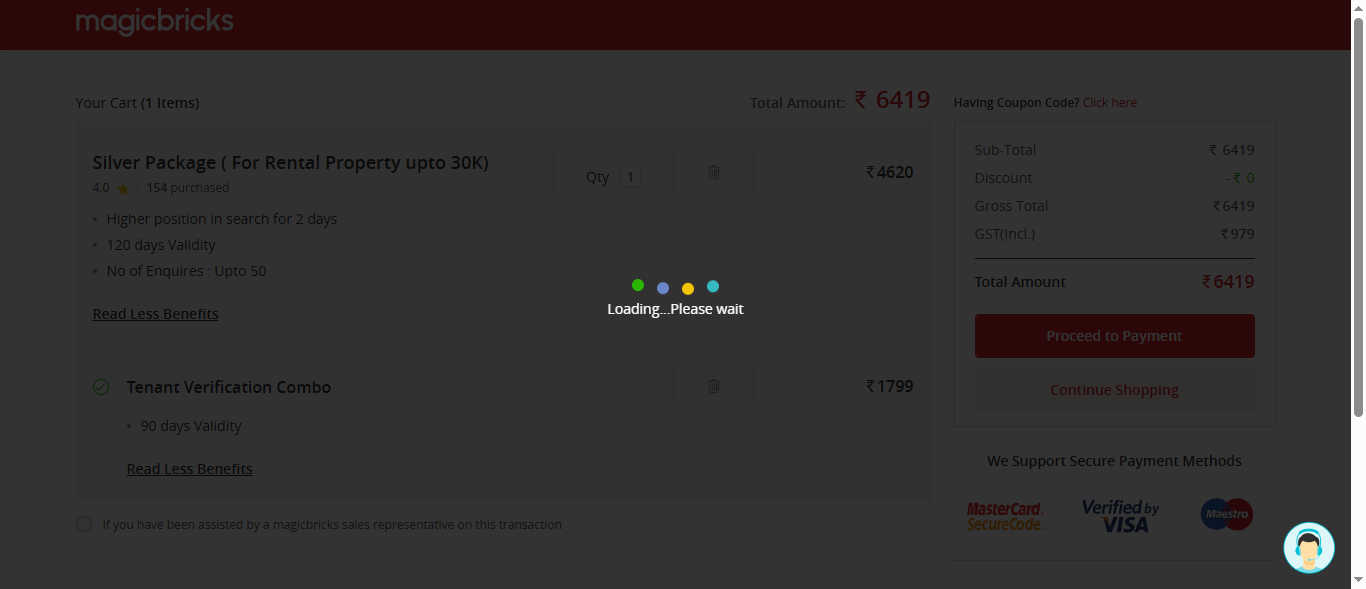 magicbricks
Your Cart (1 Items)
Total Amount: ₹ 6419
Silver Package ( For Rental Property upto 30K)
4.0 154 purchased
Qty 1
₹4620
• Higher position in search for 2 days
• 120 days Validity
• No of Enquires : Upto 50
Read Less Benefits
Loading...Please wait
Tenant Verification Combo
₹1799
• 90 days Validity
Read Less Benefits
If you have been assisted by a magicbricks sales representative on this transaction
Having Coupon Code? Click here
Sub-Total ₹ 6419
Discount - ₹ 0
Gross Total ₹6419
GST(Incl.) ₹979
Total Amount ₹6419
Proceed to Payment
Continue Shopping
We Support Secure Payment Methods
MasterCard.
SecureCode.
Verified by
VISA
Maestro